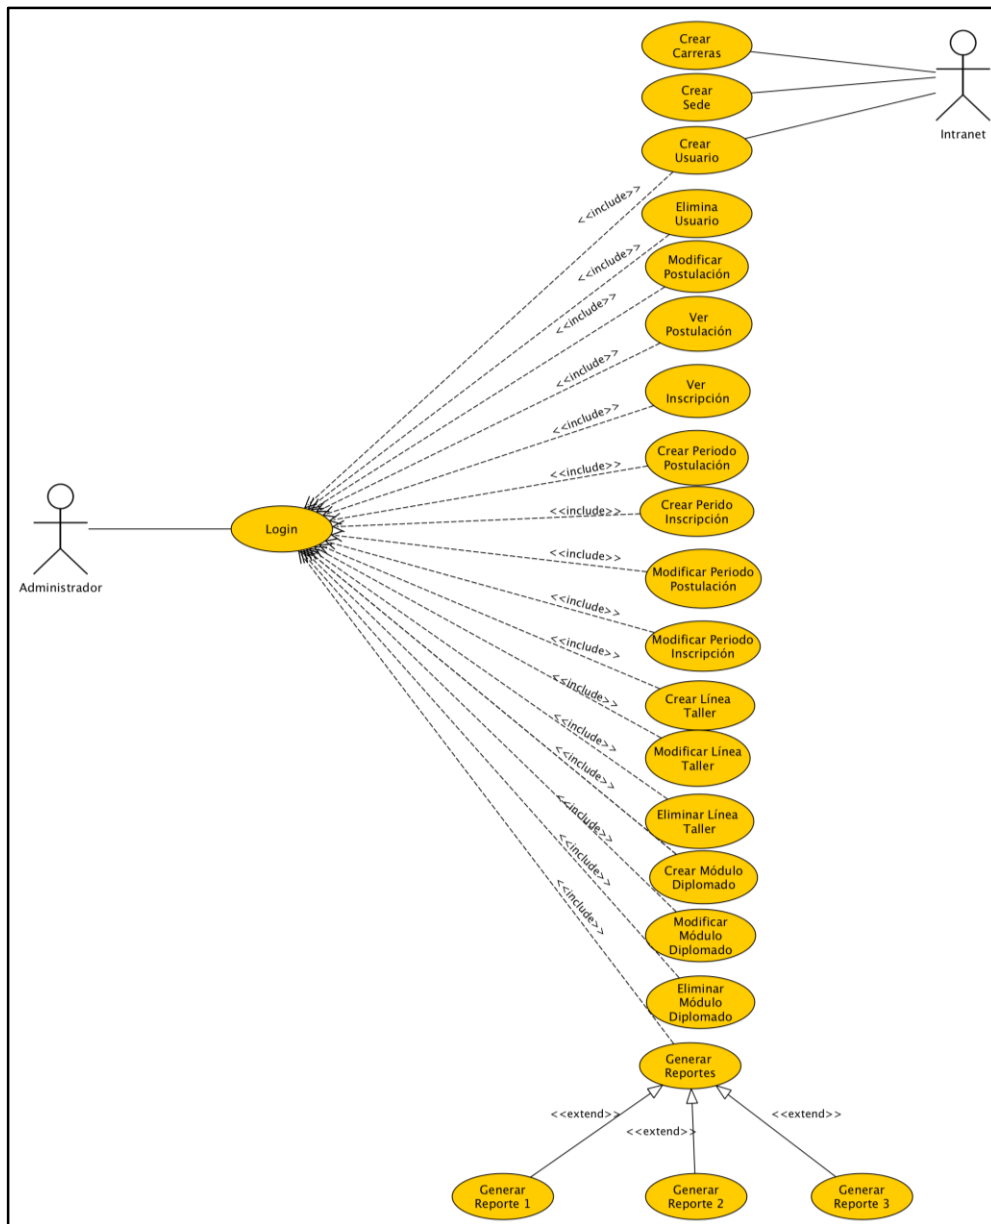 Crear
Carreras
Crear
Sede
Intranet
Crear
Usuario
<<include>>
Elimina
Usuario
<<include>>
Modificar
Postulación
<<include>>
Ver
Postulación
<<include>>
Ver
Inscripción
<<include>>
Crear Periodo
Postulación
<<include>>
Crear Perido
Inscripción
<<include>>
Administrador
Login
Modificar Periodo
Postulación
<<include>>
Modificar Periodo
Inscripción
<<include>>
Crear Línea
Taller
<<include>>
Modificar Línea
Taller
<<include>>
Eliminar Línea
Taller
<<include>>
Crear Módulo
Diplomado
<<include>>
Modificar
Módulo
Diplomado
<<include>>
Eliminar
Módulo
Diplomado
<<include>>
Generar
Reportes
<<include>>
<<extend>>
<<extend>>
<<extend>>
Generar
Reporte 1
Generar
Reporte 2
Generar
Reporte 3